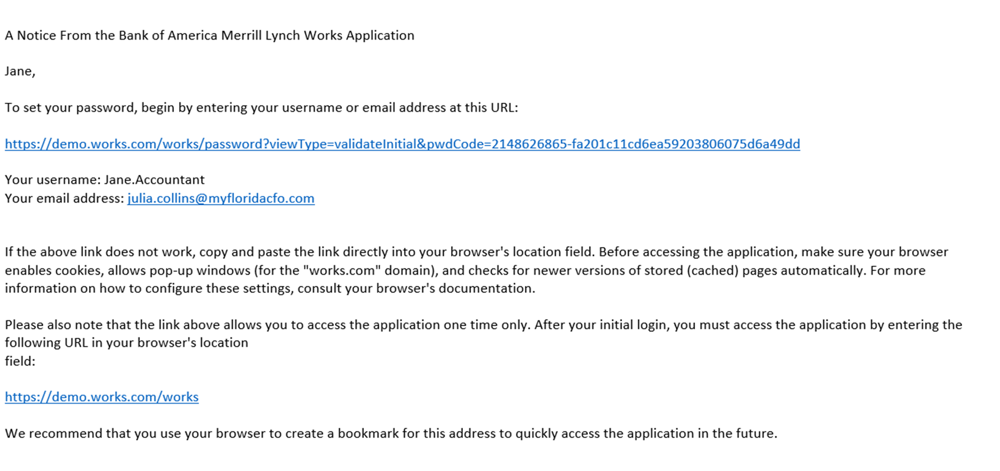 A Notice From the Bank of America Merrill Lynch Works Application
Jane,
To set your password, begin by entering your username or email address at this URL:
https://demo.works.com/works/password?viewType=validateInitial&pwdCode=2148626865-fa201c11cd6ea59203806075d6a49dd
Your username: Jane.Accountant
Your email address: julia.collins@myfloridacfo.com
If the above link does not work, copy and paste the link directly into your browser's location field. Before accessing the application, make sure your browser
enables cookies, allows pop-up windows (for the "works.com" domain), and checks for newer versions of stored (cached) pages automatically. For more
information on how to configure these settings, consult your browser's documentation.
Please also note that the link above allows you to access the application one time only. After your initial login, you must access the application by entering the
following URL in your browser's location
field:
https://demo.works.com/works
We recommend that you use your browser to create a bookmark for this address to quickly access the application in the future.